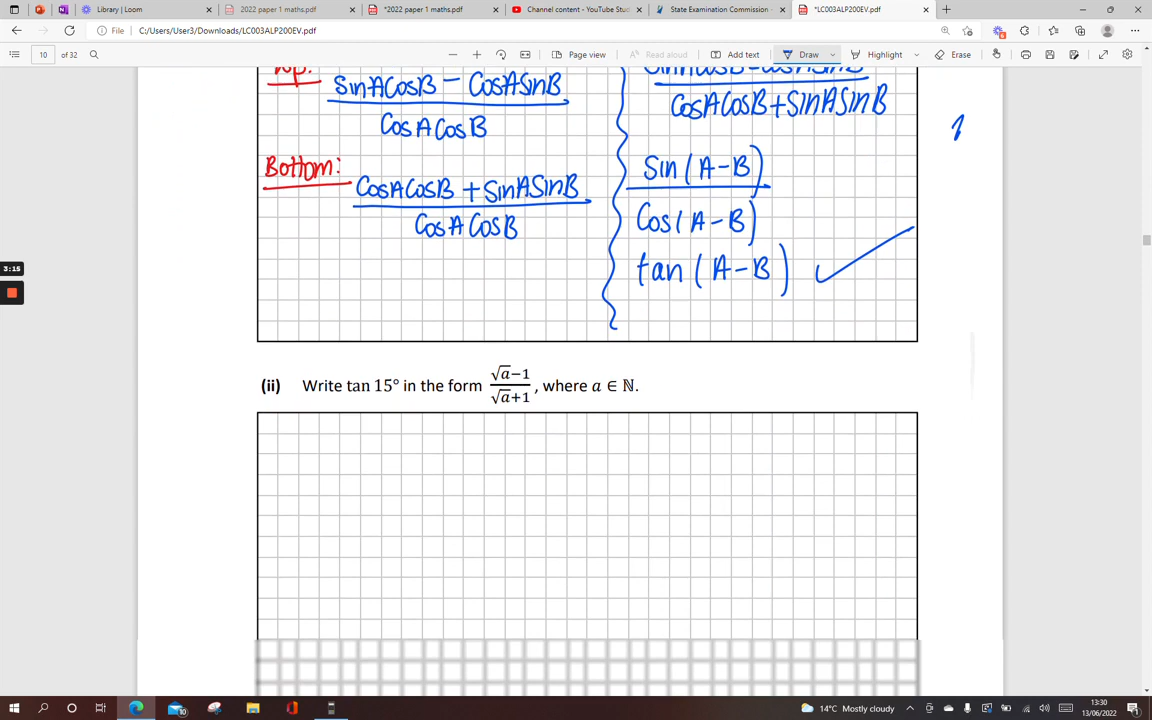 Library | Loom
2022 paper 1 maths.pdf
*2022 paper 1 maths.pdf
Channel content - YouTube Stu
State Examination Commission -
*LC003ALP200EV.pdf
File
C:/Users/User3/Downloads/LC003ALP200EV.pdf
10 of 32
Page view
Read aloud
Add text
Draw
Highlight
Erase
Top:
SinACosB - CosASinB
CosACosB
CosACosB+SinASinB
Bottom:
CosACosB + SinASinB
CosACosB
Sin(A-B)
Cos(A-B)
tan(A-B) ✓
3:15
(ii) Write tan 15° in the form √a−1/√a+1, where a ∈ ℕ.
14°C Mostly cloudy
13:30
13/06/2022